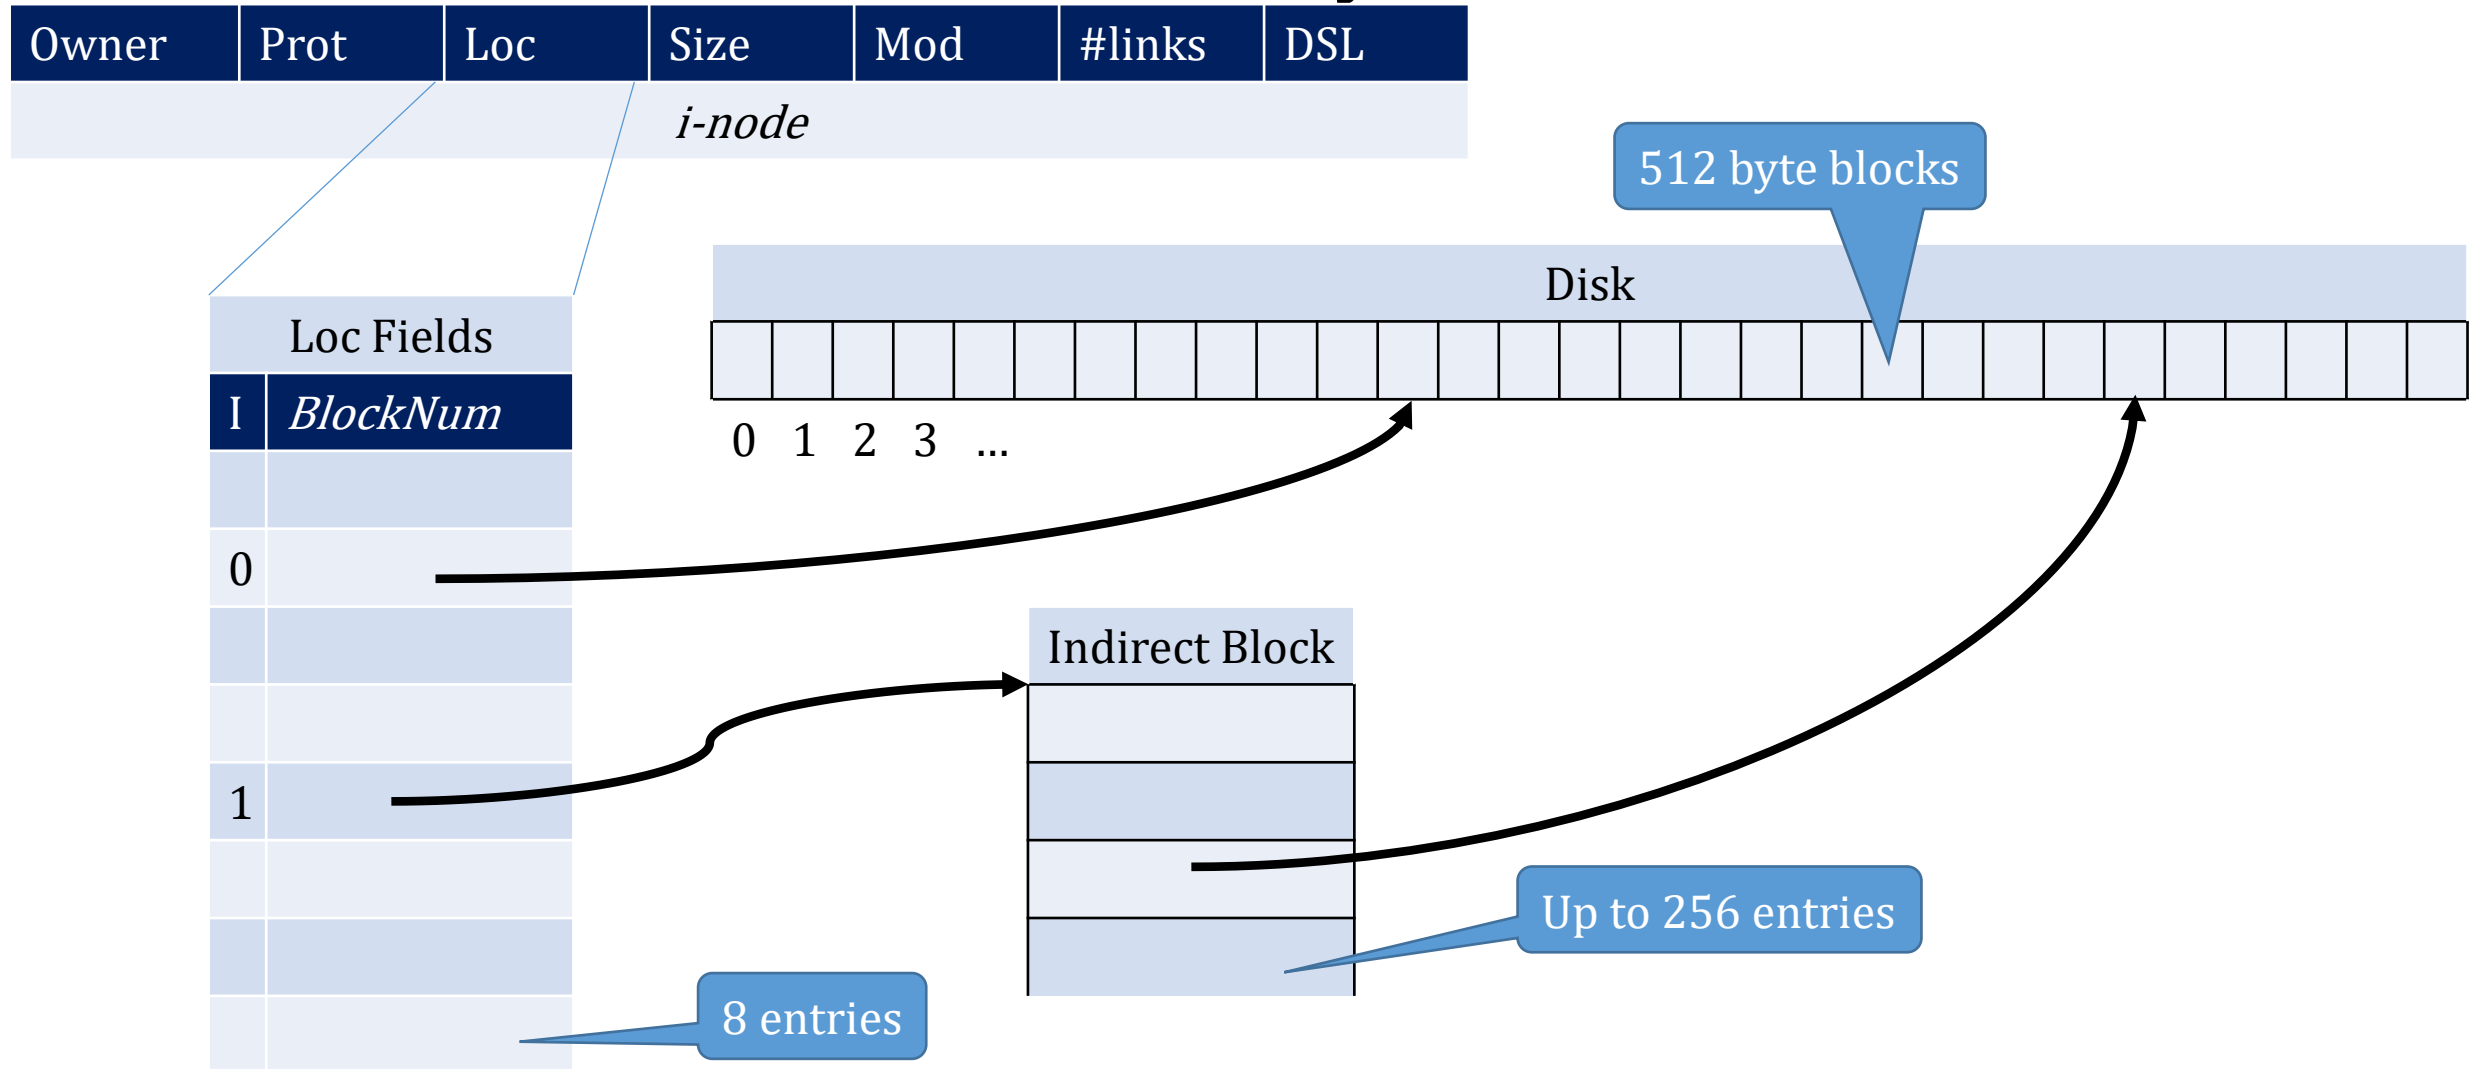 Owner Prot Loc Size Mod #links DSL
i-node
512 byte blocks
Disk
Loc Fields
I BlockNum
0 1 2 3 ...
0
Indirect Block
1
Up to 256 entries
8 entries